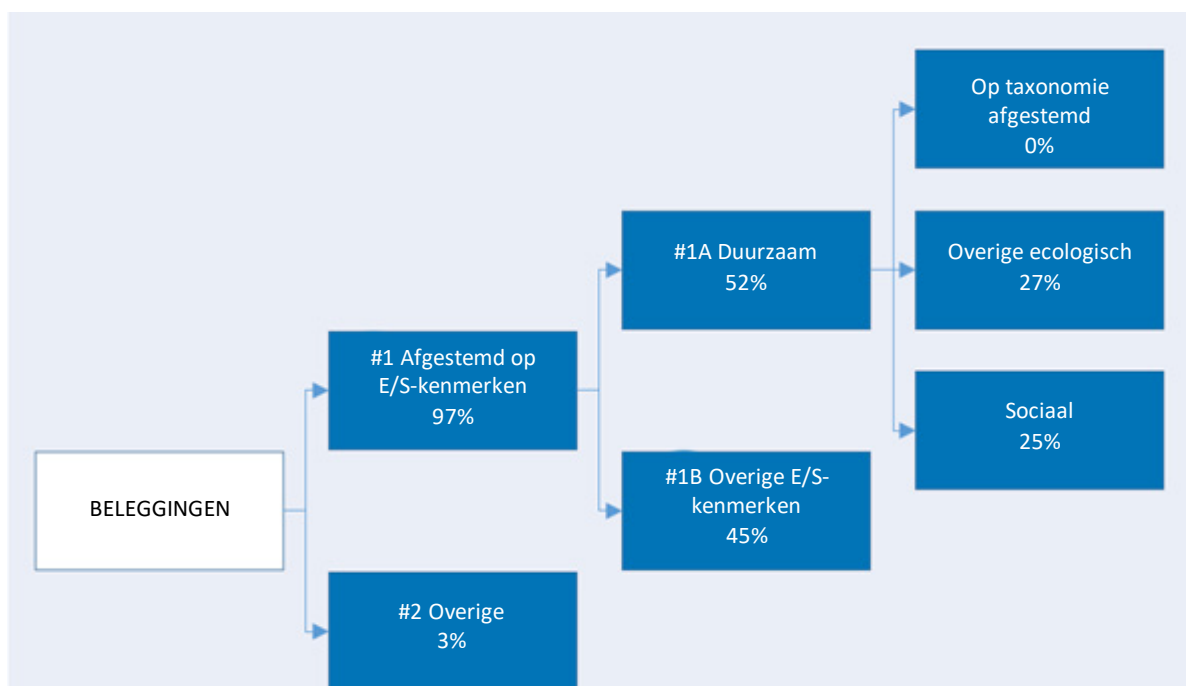 BELEGGINGEN
#1 Afgestemd op
E/S-kenmerken
97%
#2 Overige
3%
#1A Duurzaam
52%
#1B Overige E/S-
kenmerken
45%
Op taxonomie
afgestemd
0%
Overige ecologisch
27%
Sociaal
25%